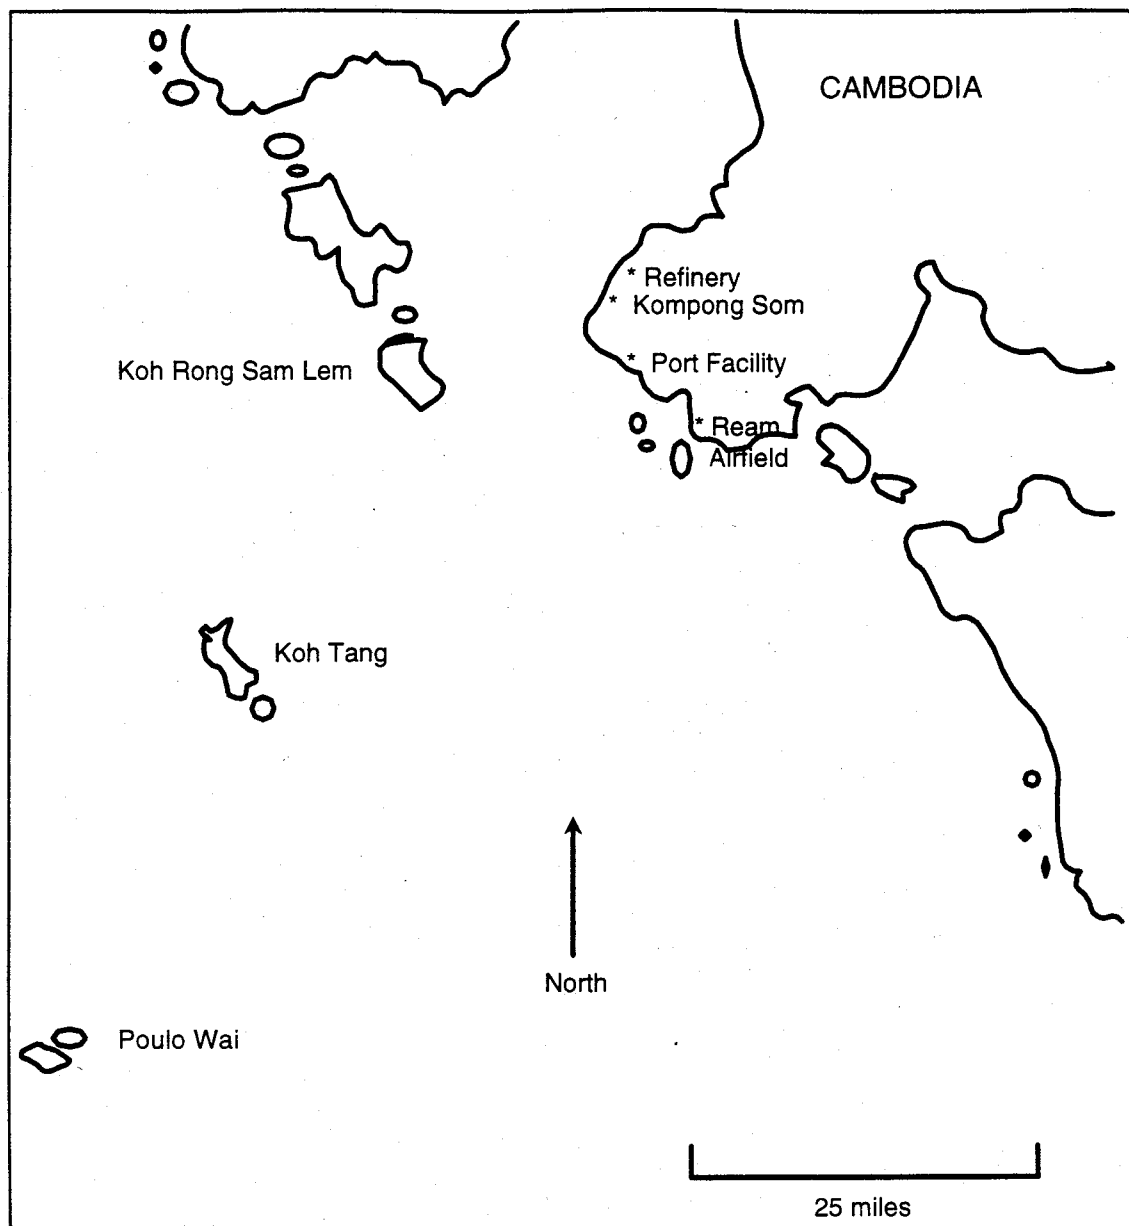 CAMBODIA
* Refinery
* Kompong Som
Koh Rong Sam Lem
* Port Facility
* Ream
Airfield
Koh Tang
North
Poulo Wai
25 miles